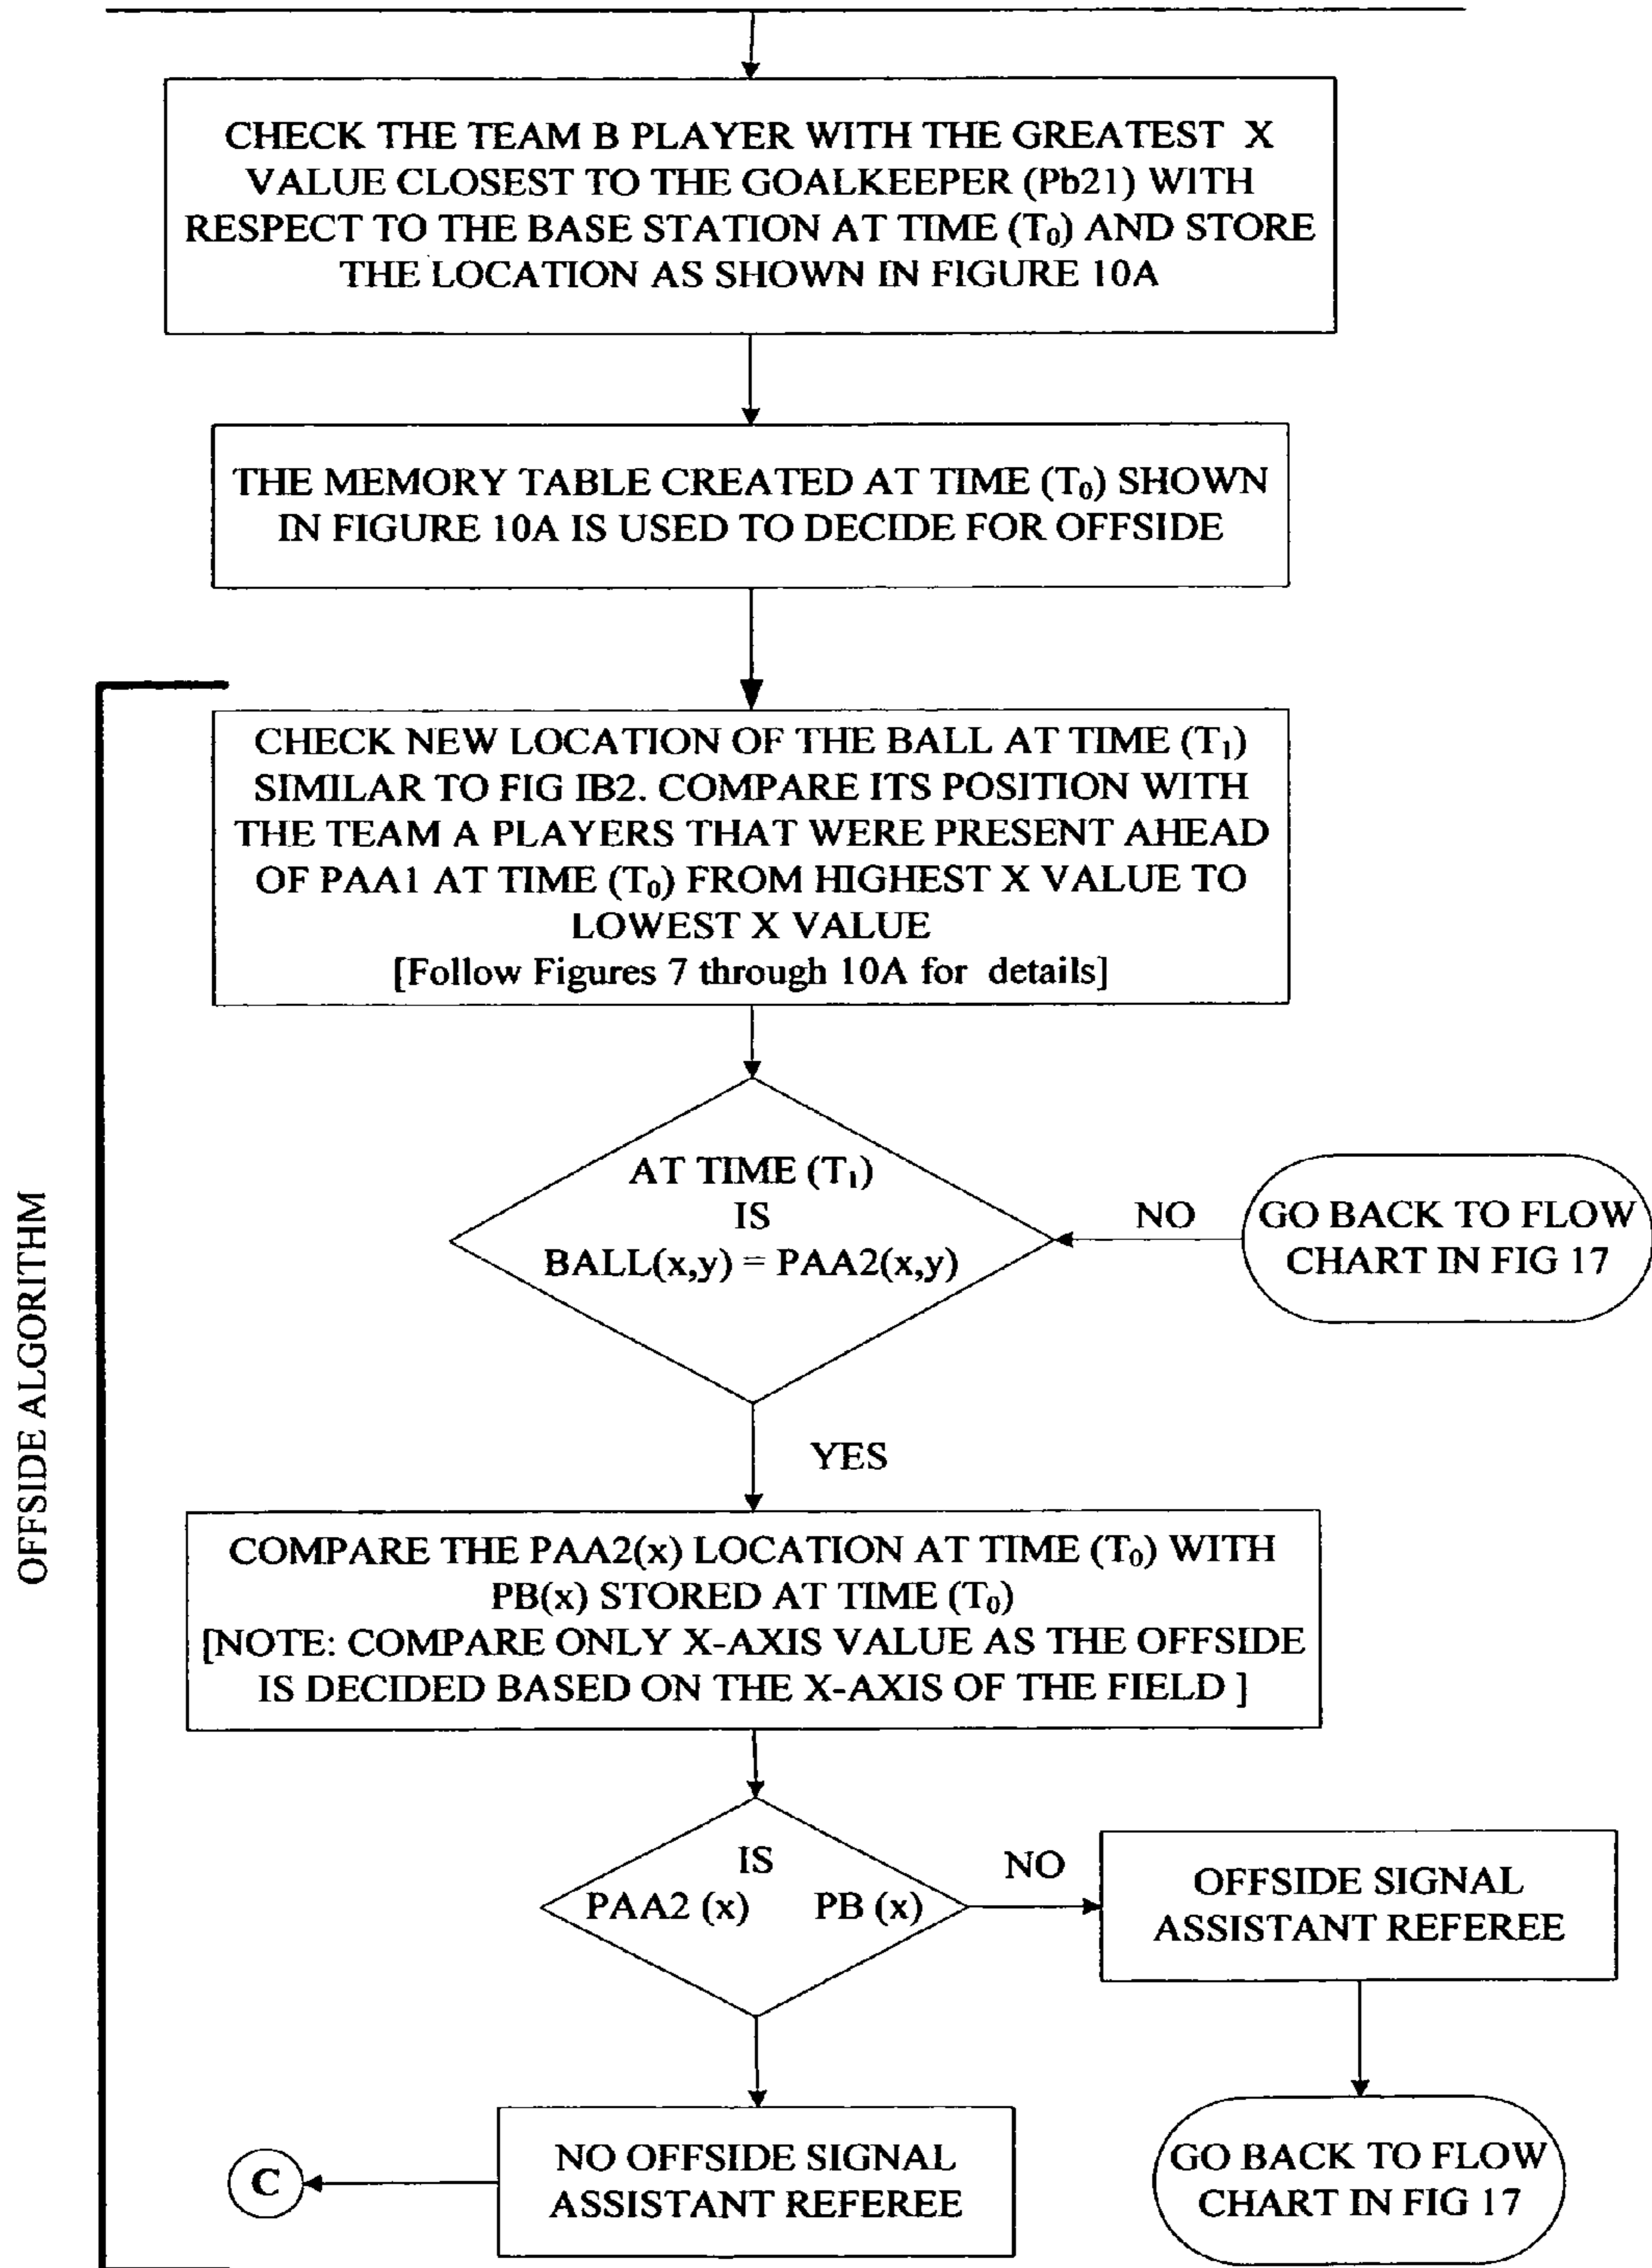 CHECK THE TEAM B PLAYER WITH THE GREATEST X
VALUE CLOSEST TO THE GOALKEEPER (Pb21) WITH
RESPECT TO THE BASE STATION AT TIME (T₀) AND STORE
THE LOCATION AS SHOWN IN FIGURE 10A
THE MEMORY TABLE CREATED AT TIME (T₀) SHOWN
IN FIGURE 10A IS USED TO DECIDE FOR OFFSIDE
OFFSIDE ALGORITHM
CHECK NEW LOCATION OF THE BALL AT TIME (T₁)
SIMILAR TO FIG IB2. COMPARE ITS POSITION WITH
THE TEAM A PLAYERS THAT WERE PRESENT AHEAD
OF PAA1 AT TIME (T₀) FROM HIGHEST X VALUE TO
LOWEST X VALUE
[Follow Figures 7 through 10A for details]
AT TIME (T₁)
IS
BALL(x,y) = PAA2(x,y)
NO
GO BACK TO FLOW
CHART IN FIG 17
YES
COMPARE THE PAA2(x) LOCATION AT TIME (T₀) WITH
PB(x) STORED AT TIME (T₀)
[NOTE: COMPARE ONLY X-AXIS VALUE AS THE OFFSIDE
IS DECIDED BASED ON THE X-AXIS OF THE FIELD ]
IS
PAA2 (x) PB (x)
NO
OFFSIDE SIGNAL
ASSISTANT REFEREE
GO BACK TO FLOW
CHART IN FIG 17
NO OFFSIDE SIGNAL
ASSISTANT REFEREE
C